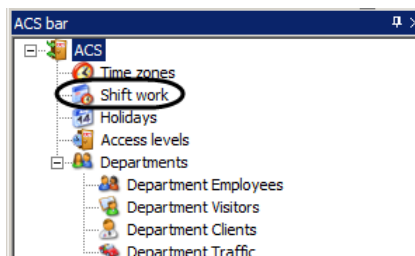 ACS bar
ACS
Time zones
Shift work
Holidays
Access levels
Departments
Department Employees
Department Visitors
Department Clients
Department Traffic